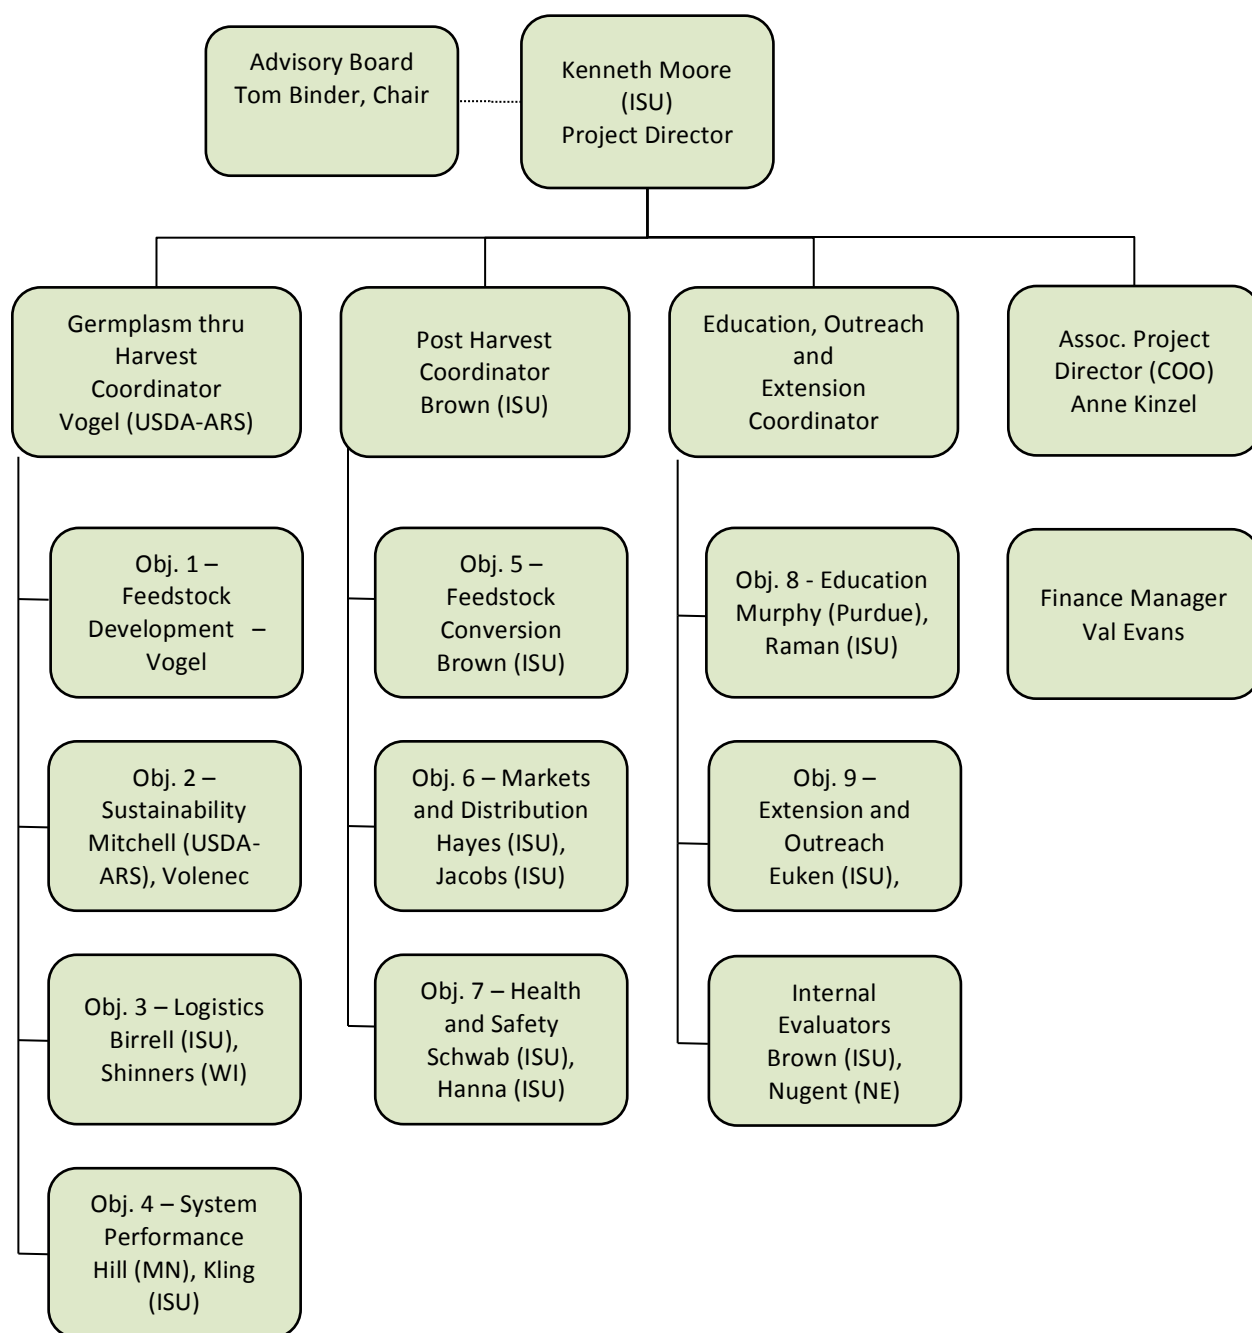 Advisory Board
Tom Binder, Chair
Kenneth Moore
(ISU)
Project Director
Germplasm thru
Harvest
Coordinator
Vogel (USDA-ARS)
Post Harvest
Coordinator
Brown (ISU)
Education, Outreach
and
Extension
Coordinator
Assoc. Project
Director (COO)
Anne Kinzel
Obj. 1 –
Feedstock
Development –
Vogel
Obj. 5 –
Feedstock
Conversion
Brown (ISU)
Obj. 8 - Education
Murphy (Purdue),
Raman (ISU)
Finance Manager
Val Evans
Obj. 2 –
Sustainability
Mitchell (USDA-
ARS), Volenec
Obj. 6 – Markets
and Distribution
Hayes (ISU),
Jacobs (ISU)
Obj. 9 –
Extension and
Outreach
Euken (ISU),
Obj. 3 – Logistics
Birrell (ISU),
Shinners (WI)
Obj. 7 – Health
and Safety
Schwab (ISU),
Hanna (ISU)
Internal
Evaluators
Brown (ISU),
Nugent (NE)
Obj. 4 – System
Performance
Hill (MN), Kling
(ISU)